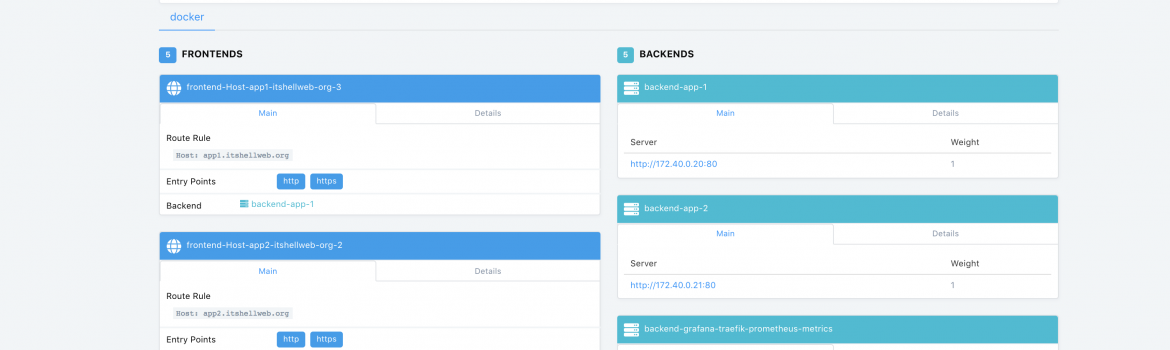 docker
5 FRONTENDS
frontend-Host-app1-itshellweb-org-3
Main Details
Route Rule
Host: app1.itshellweb.org
Entry Points http https
Backend backend-app-1
frontend-Host-app2-itshellweb-org-2
Main Details
Route Rule
Host: app2.itshellweb.org
Entry Points http https
5 BACKENDS
backend-app-1
Main Details
Server Weight
http://172.40.0.20:80 1
backend-app-2
Main Details
Server Weight
http://172.40.0.21:80 1
backend-grafana-traefik-prometheus-metrics